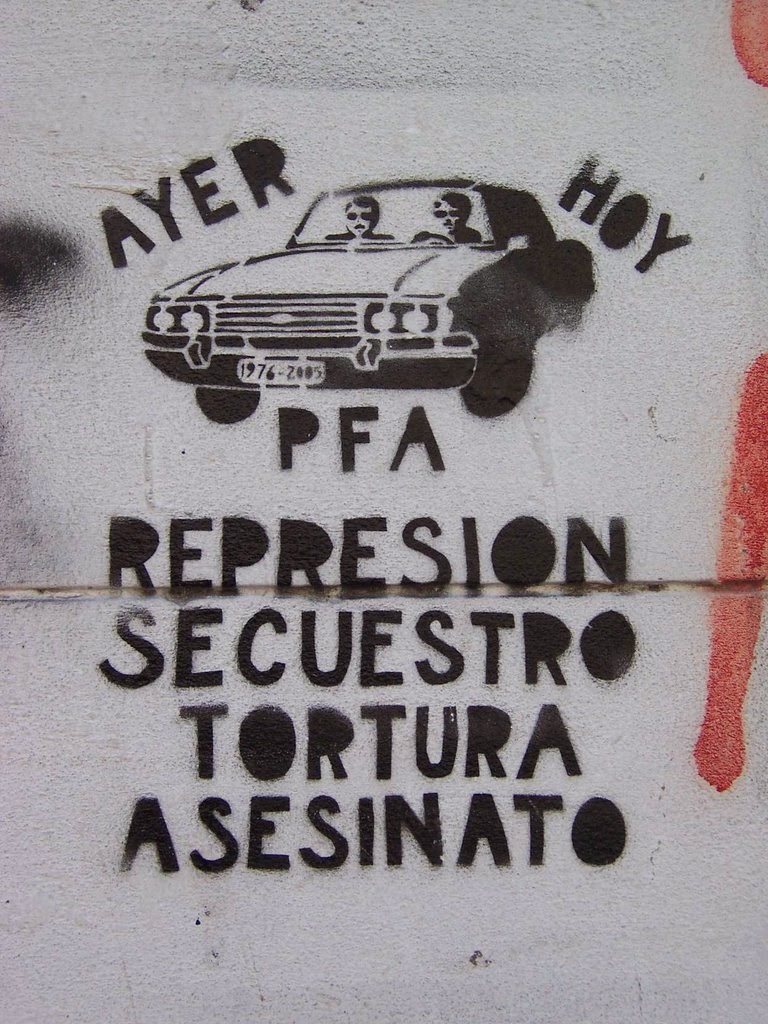 AYER HOY
1976-2005
PFA
REPRESION
SECUESTRO
TORTURA
ASESINATO